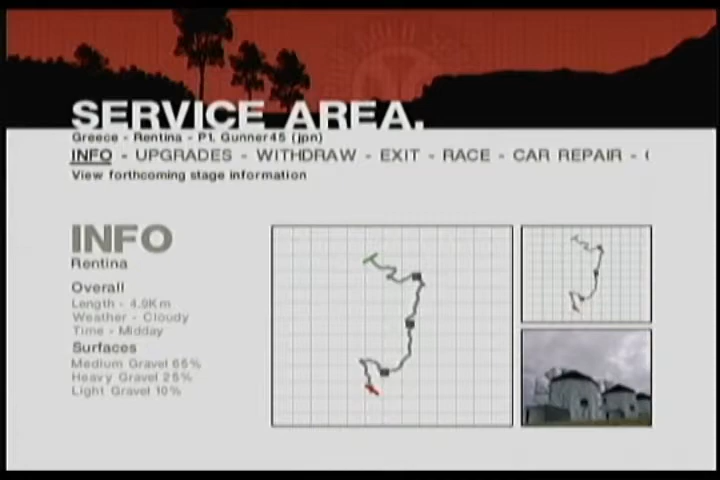 SERVICE AREA.
Greece - Rentina - P1. Gunner45 (jpn)
INFO - UPGRADES - WITHDRAW - EXIT - RACE - CAR REPAIR -
View forthcoming stage information
INFO
Rentina
Overall
Length - 4.9Km
Weather - Cloudy
Time - Midday
Surfaces
Medium Gravel 65%
Heavy Gravel 25%
Light Gravel 10%